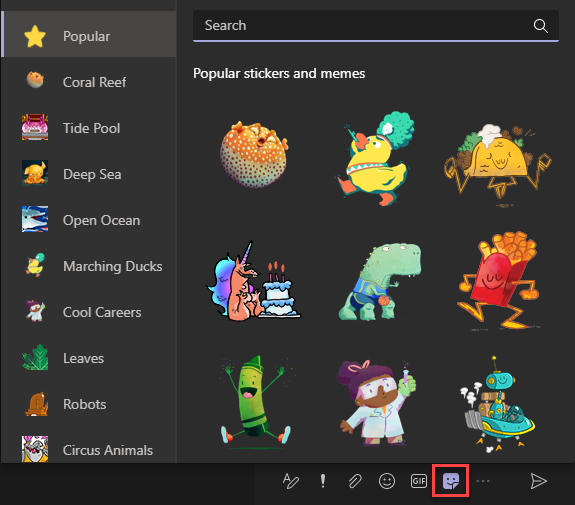 Popular
Coral Reef
Tide Pool
Deep Sea
Open Ocean
Marching Ducks
Cool Careers
Leaves
Robots
Circus Animals
Search
Popular stickers and memes
GIF